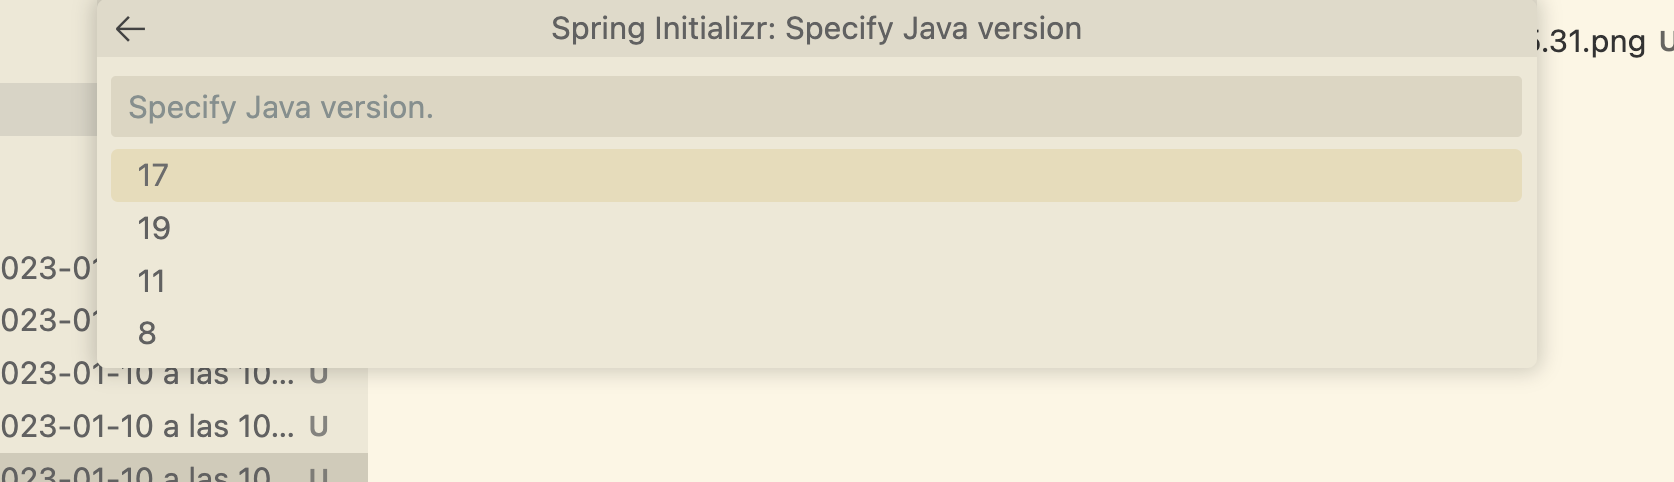 Spring Initializr: Specify Java version
.31.png U
Specify Java version.
17
19
11
8
023-01
023-01
023-01-10 a las 10... U
023-01-10 a las 10... U
023-01-10 a las 10... U